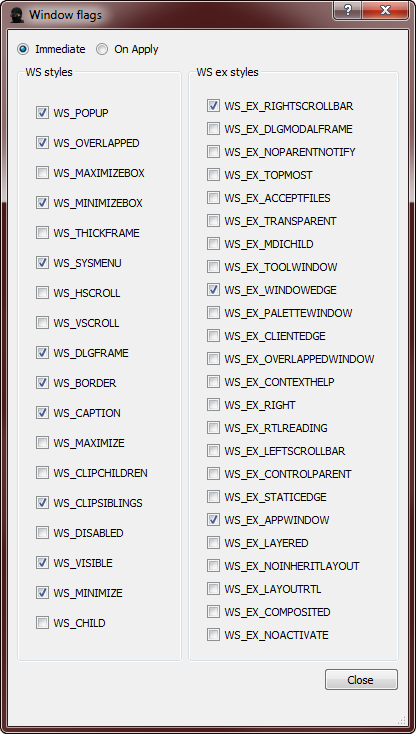 Window flags
Immediate On Apply
WS styles
WS_POPUP
WS_OVERLAPPED
WS_MAXIMIZEBOX
WS_MINIMIZEBOX
WS_THICKFRAME
WS_SYSMENU
WS_HSCROLL
WS_VSCROLL
WS_DLGFRAME
WS_BORDER
WS_CAPTION
WS_MAXIMIZE
WS_CLIPCHILDREN
WS_CLIPSIBLINGS
WS_DISABLED
WS_VISIBLE
WS_MINIMIZE
WS_CHILD
WS ex styles
WS_EX_RIGHTSCROLLBAR
WS_EX_DLGMODALFRAME
WS_EX_NOPARENTNOTIFY
WS_EX_TOPMOST
WS_EX_ACCEPTFILES
WS_EX_TRANSPARENT
WS_EX_MDICHILD
WS_EX_TOOLWINDOW
WS_EX_WINDOWEDGE
WS_EX_PALETTEWINDOW
WS_EX_CLIENTEDGE
WS_EX_OVERLAPPEDWINDOW
WS_EX_CONTEXTHELP
WS_EX_RIGHT
WS_EX_RTLREADING
WS_EX_LEFTSCROLLBAR
WS_EX_CONTROLPARENT
WS_EX_STATICEDGE
WS_EX_APPWINDOW
WS_EX_LAYERED
WS_EX_NOINHERITLAYOUT
WS_EX_LAYOUTRTL
WS_EX_COMPOSITED
WS_EX_NOACTIVATE
Close